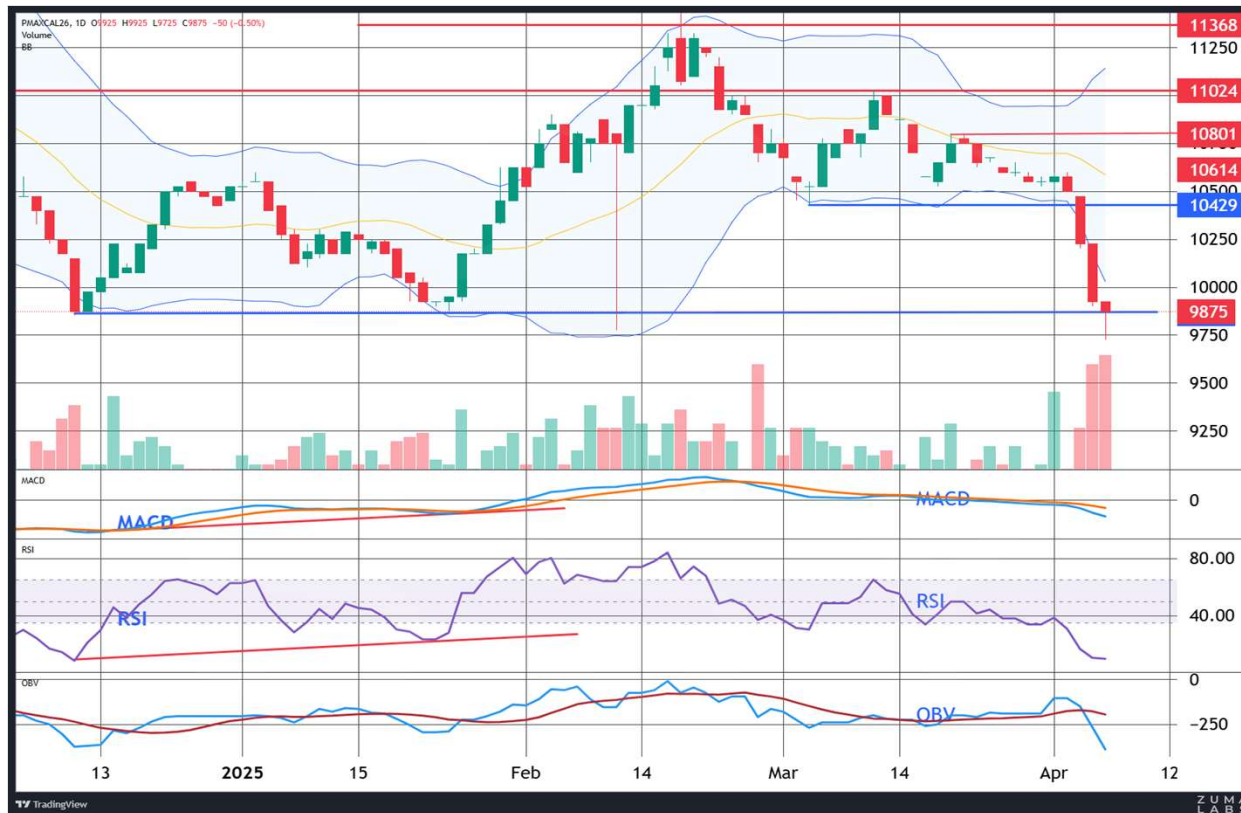 PMAXCAL26, 1D O9925 H9925 L9725 C9875 −50 (−0.50%)
Volume
BB
11368
11250
11024
10801
10614
10500
10429
10250
10000
9875
9750
9500
9250
MACD
MACD
MACD
0
RSI
80.00
RSI
RSI
40.00
OBV
0
OBV
−250
13 2025 15 Feb 14 Mar 14 Apr 12
TradingView
ZUMA
LABS